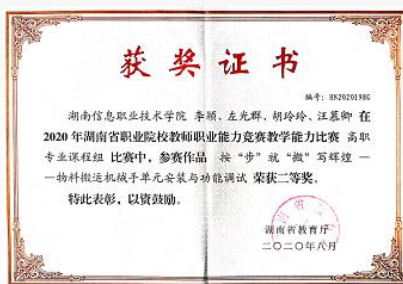 获奖证书
编号：HN2020198G
湖南信息职业技术学院 李颖、左光群、胡玲玲、汪慕卿 在
2020年湖南省职业院校教师职业能力竞赛教学能力比赛 高职
专业课程组 比赛中，参赛作品 按“步”就“搬”写辉煌 —
—物料搬运机械手单元安装与功能调试 荣获二等奖。
特此表彰，以资鼓励。
湖南省教育厅
二〇二〇年八月